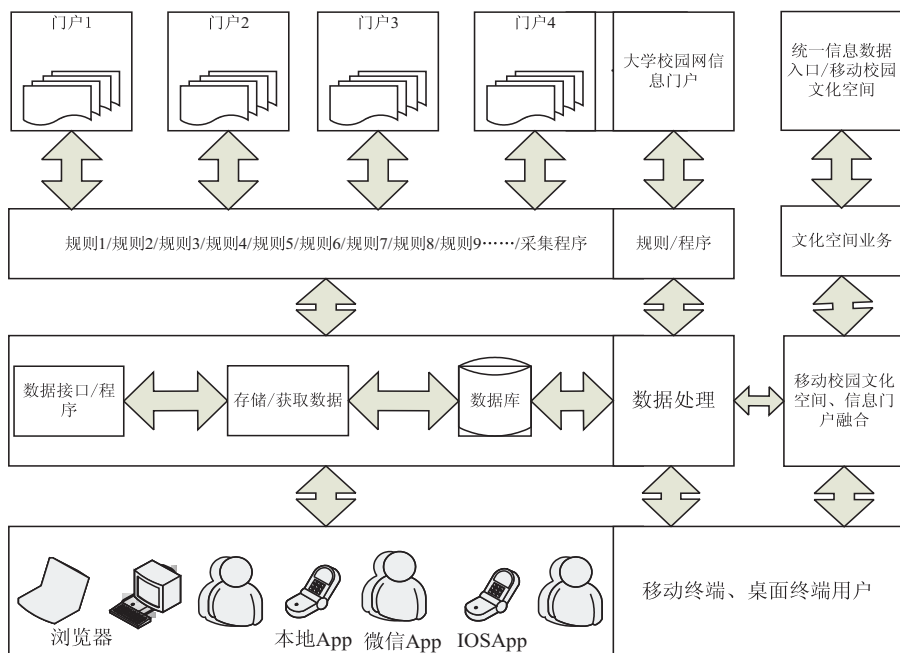 门户1
门户2
门户3
门户4
大学校园网信
息门户
统一信息数据
入口/移动校园
文化空间
规则1/规则2/规则3/规则4/规则5/规则6/规则7/规则8/规则9……/采集程序
规则/程序
文化空间业务
数据接口/程
序
存储/获取数据
数据库
数据处理
移动校园文化
空间、信息门
户融合
浏览器
本地App
微信App
IOSApp
移动终端、桌面终端用户